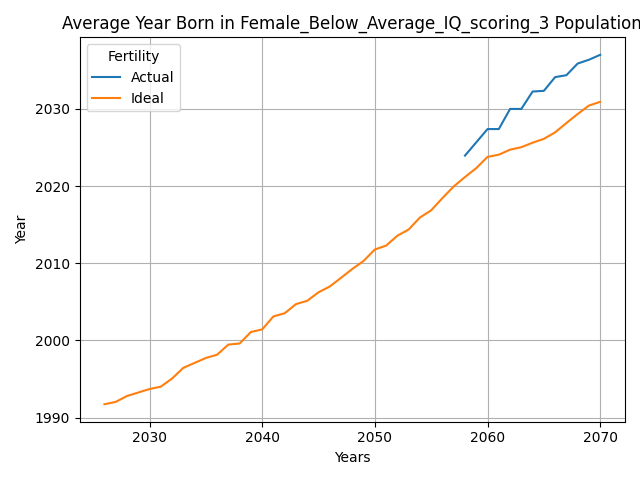 Average Year Born in Female_Below_Average_IQ_scoring_3 Population
Fertility
Actual
Ideal
Year
2030
2020
2010
2000
1990
2030 2040 2050 2060 2070
Years